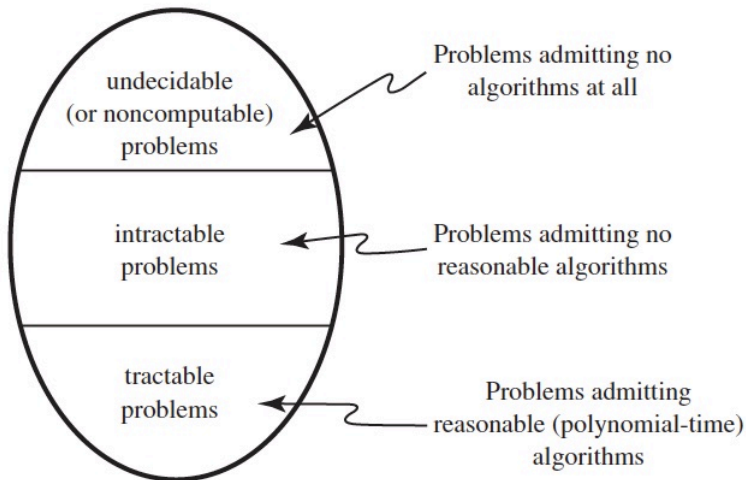 undecidable
(or noncomputable)
problems
Problems admitting no
algorithms at all
intractable
problems
Problems admitting no
reasonable algorithms
tractable
problems
Problems admitting
reasonable (polynomial-time)
algorithms